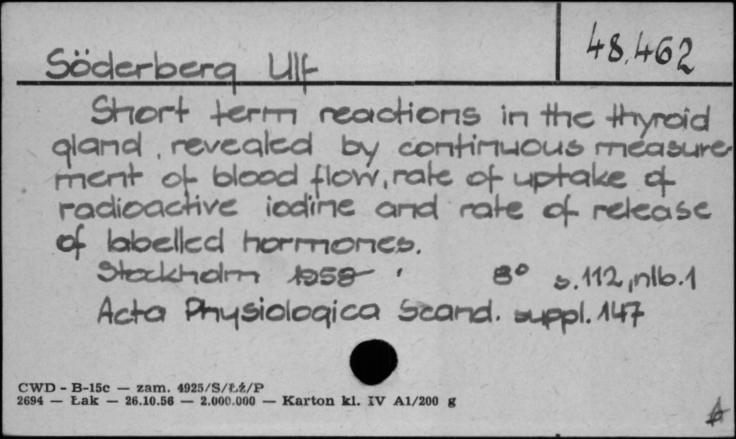 48.462
Söderberg Ulf
Short term reactions in the thyroid
gland, revealed by continuous measure-
ment of blood flow, rate of uptake of
radioactive iodine and rate of release
of labelled hormones.
Stockholm 1958 8° s.112, nlb.1
Acta Physiologica Scand. suppl. 147
CWD - B-15c — zam. 4925/S/ŁŻ/P
2694 — Łak — 26.10.56 — 2.000.000 — Karton kl. IV A1/200 g